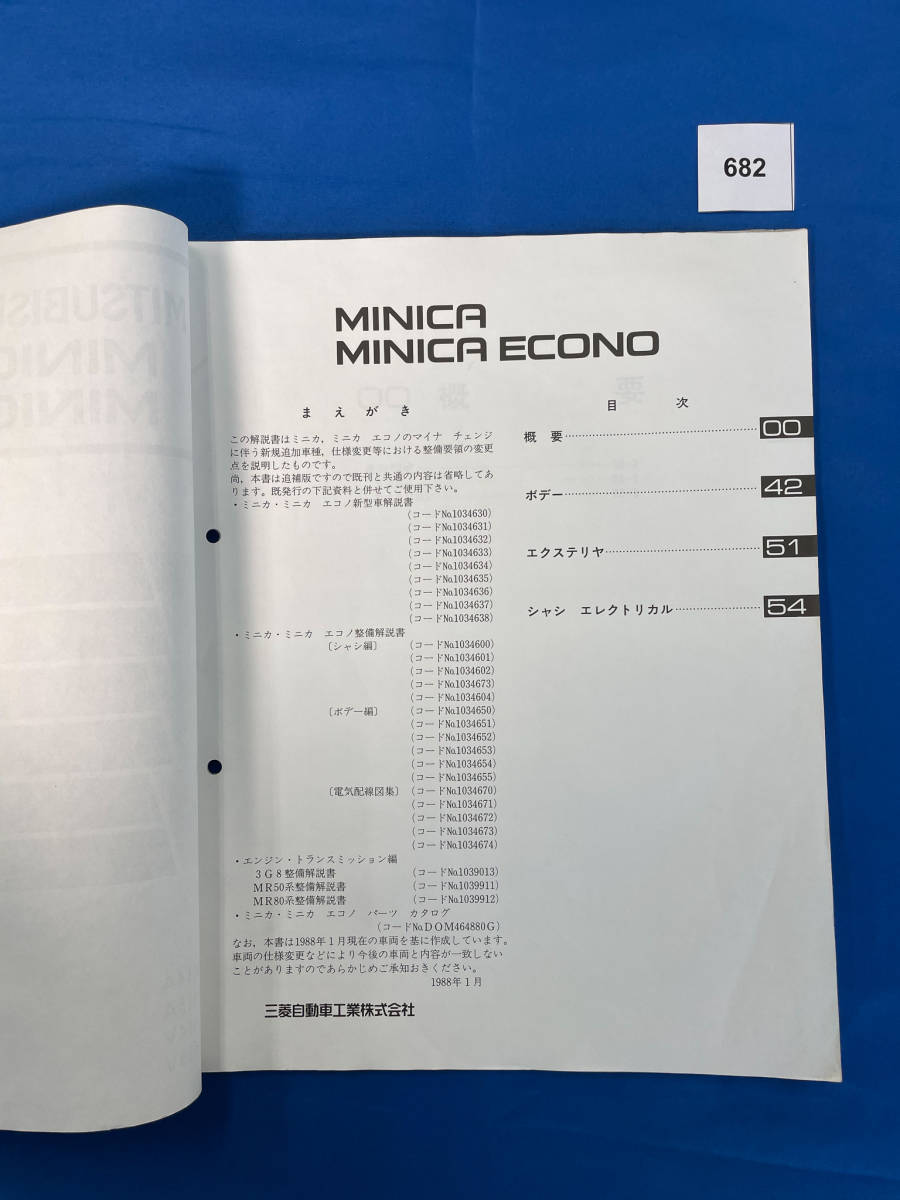 682
MINICA
MINICA ECONO
まえがき
この解説書はミニカ，ミニカ エコノのマイナ チェンジ
に伴う新規追加車種，仕様変更等における整備要領の変更
点を説明したものです。
尚，本書は追補版ですので既刊と共通の内容は省略してあ
ります。既発行の下記資料と併せてご使用下さい。
・ミニカ・ミニカ エコノ新型車解説書
(コードNo.1034630)
(コードNo.1034631)
(コードNo.1034632)
(コードNo.1034633)
(コードNo.1034634)
(コードNo.1034635)
(コードNo.1034636)
(コードNo.1034637)
(コードNo.1034638)
・ミニカ・ミニカ エコノ整備解説書
〔シャシ編〕 (コードNo.1034600)
(コードNo.1034601)
(コードNo.1034602)
(コードNo.1034673)
(コードNo.1034604)
〔ボデー編〕 (コードNo.1034650)
(コードNo.1034651)
(コードNo.1034652)
(コードNo.1034653)
(コードNo.1034654)
(コードNo.1034655)
〔電気配線図集〕 (コードNo.1034670)
(コードNo.1034671)
(コードNo.1034672)
(コードNo.1034673)
(コードNo.1034674)
・エンジン・トランスミッション編
3G8整備解説書 (コードNo.1039013)
MR50系整備解説書 (コードNo.1039911)
MR80系整備解説書 (コードNo.1039912)
・ミニカ・ミニカ エコノ パーツ カタログ
(コードNo.DOM464880G)
なお，本書は1988年1月現在の車両を基に作成しています。
車両の仕様変更などにより今後の車両と内容が一致しない
ことがありますのであらかじめご承知おきください。
1988年1月
三菱自動車工業株式会社
目次
概要 00
ボデー 42
エクステリヤ 51
シャシ エレクトリカル 54